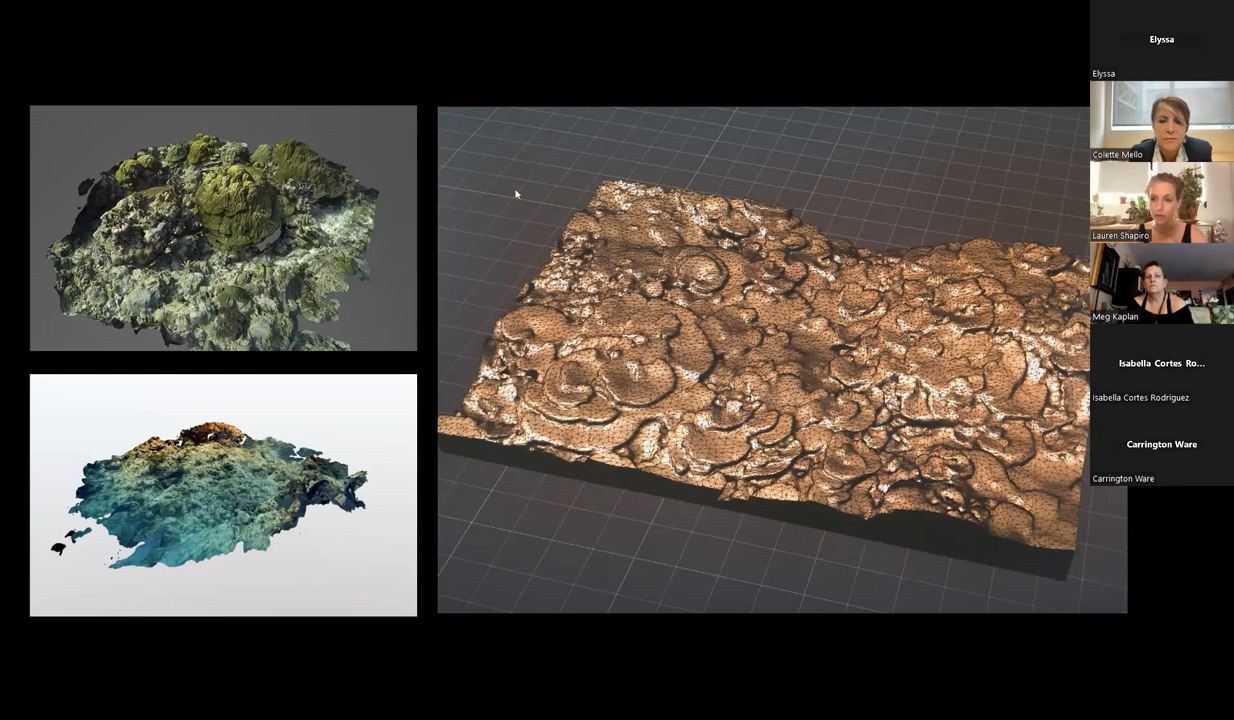 Elyssa
Elyssa
Colette Mello
Lauren Shapiro
Meg Kaplan
Isabella Cortes Ro...
Isabella Cortes Rodriguez
Carrington Ware
Carrington Ware